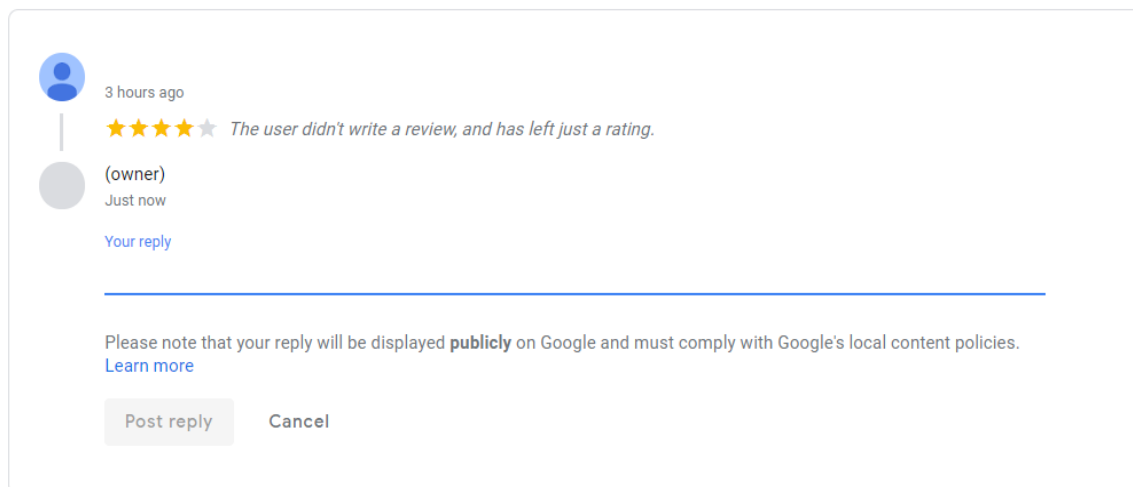 3 hours ago
The user didn't write a review, and has left just a rating.
(owner)
Just now
Your reply
Please note that your reply will be displayed publicly on Google and must comply with Google's local content policies.
Learn more
Post reply Cancel